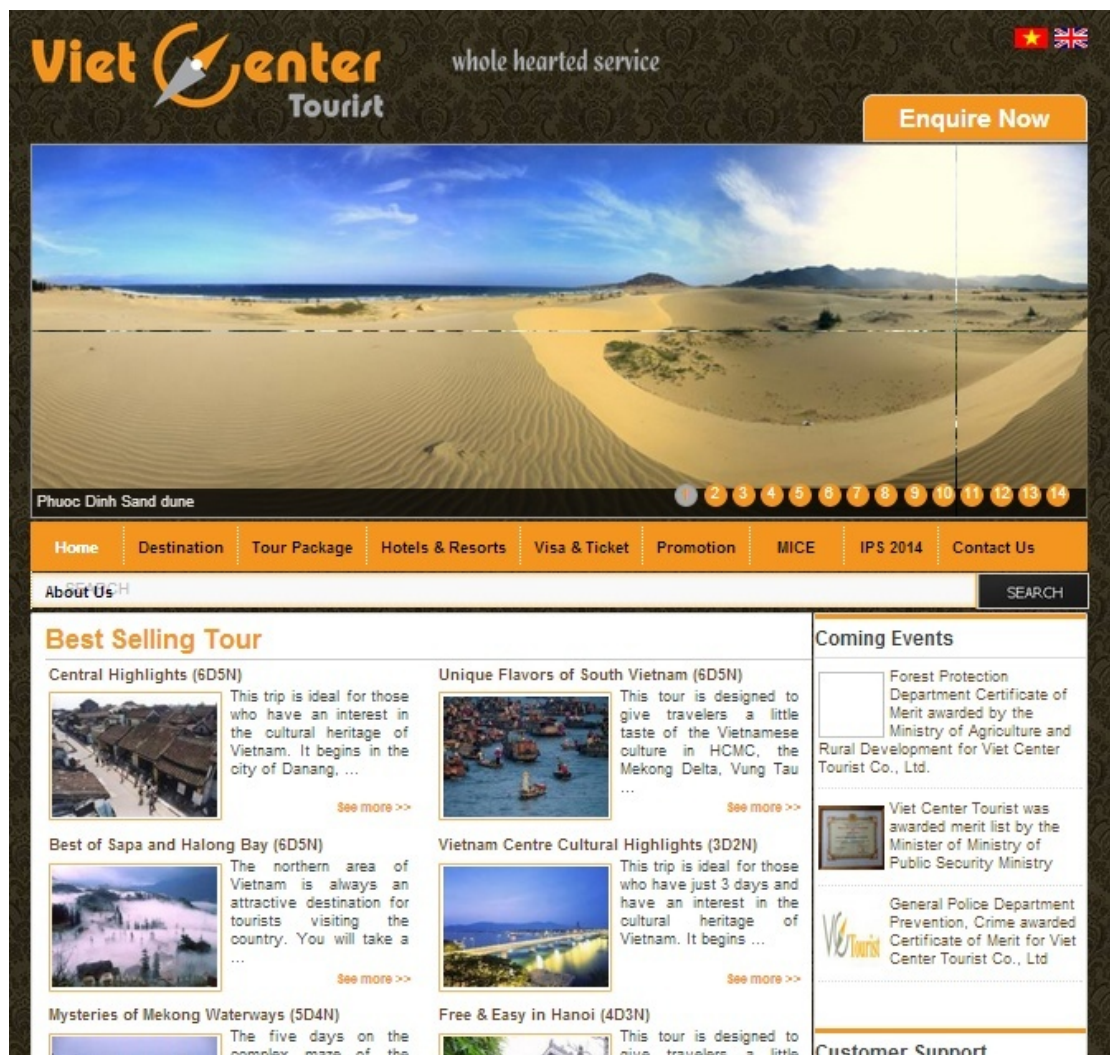 Viet Center
Tourist
whole hearted service
Enquire Now
Phuoc Dinh Sand dune
1 2 3 4 5 6 7 8 9 10 11 12 13 14
Home Destination Tour Package Hotels & Resorts Visa & Ticket Promotion MICE IPS 2014 Contact Us
About Us
SEARCH
SEARCH
Best Selling Tour
Central Highlights (6D5N)
This trip is ideal for those
who have an interest in
the cultural heritage of
Vietnam. It begins in the
city of Danang, ...
See more >>
Unique Flavors of South Vietnam (6D5N)
This tour is designed to
give travelers a little
taste of the Vietnamese
culture in HCMC, the
Mekong Delta, Vung Tau
...
See more >>
Best of Sapa and Halong Bay (6D5N)
The northern area of
Vietnam is always an
attractive destination for
tourists visiting the
country. You will take a
...
See more >>
Vietnam Centre Cultural Highlights (3D2N)
This trip is ideal for those
who have just 3 days and
have an interest in the
cultural heritage of
Vietnam. It begins ...
See more >>
Mysteries of Mekong Waterways (5D4N)
The five days on the
complex maze of the
Free & Easy in Hanoi (4D3N)
This tour is designed to
give travelers a little
Coming Events
Forest Protection
Department Certificate of
Merit awarded by the
Ministry of Agriculture and
Rural Development for Viet Center
Tourist Co., Ltd.
Viet Center Tourist was
awarded merit list by the
Minister of Ministry of
Public Security Ministry
Tourist
General Police Department
Prevention, Crime awarded
Certificate of Merit for Viet
Center Tourist Co., Ltd
Customer Support